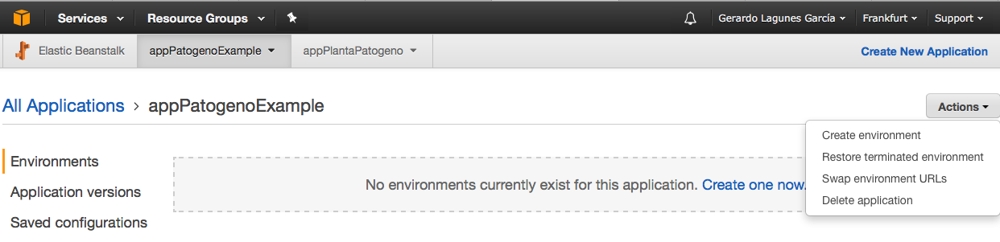 Services Resource Groups Gerardo Lagunes García Frankfurt Support
Elastic Beanstalk appPatogenoExample appPlantaPatogeno Create New Application
All Applications › appPatogenoExample Actions
Create environment
Restore terminated environment
Swap environment URLs
Delete application
Environments
No environments currently exist for this application. Create one now.
Application versions
Saved configurations